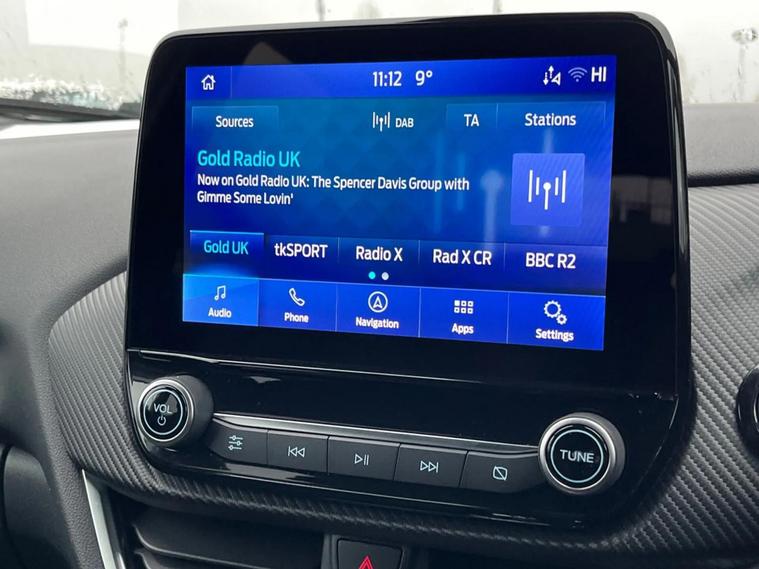 11:12 9° HI
Sources DAB TA Stations
Gold Radio UK
Now on Gold Radio UK: The Spencer Davis Group with
Gimme Some Lovin'
Gold UK tkSPORT Radio X Rad X CR BBC R2
Audio Phone Navigation Apps Settings
VOL TUNE